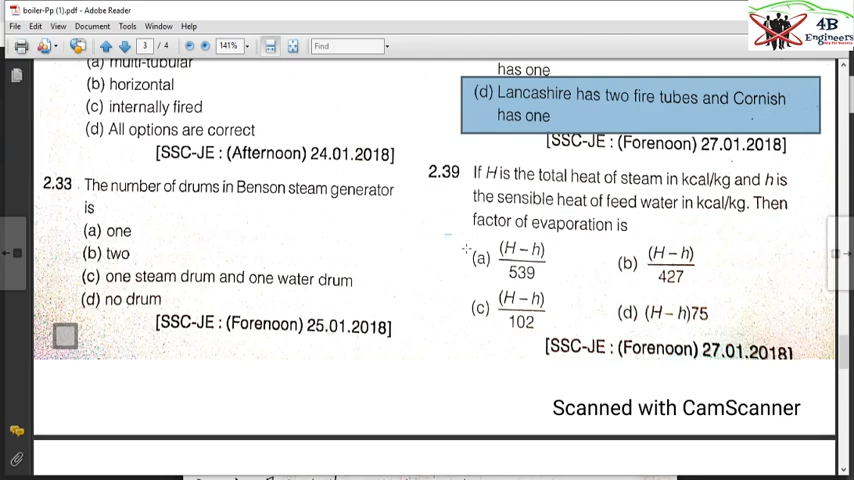 boiler-Pp (1).pdf - Adobe Reader
File Edit View Document Tools Window Help
3 / 4 141% Find
4B
Engineers
(a) multi-tubular
(b) horizontal
(c) internally fired
(d) All options are correct
[SSC-JE : (Afternoon) 24.01.2018]
2.33 The number of drums in Benson steam generator
is
(a) one
(b) two
(c) one steam drum and one water drum
(d) no drum
[SSC-JE : (Forenoon) 25.01.2018]
has one
(d) Lancashire has two fire tubes and Cornish
has one
[SSC-JE : (Forenoon) 27.01.2018]
2.39 If H is the total heat of steam in kcal/kg and h is
the sensible heat of feed water in kcal/kg. Then
factor of evaporation is
(a) (H – h)/539 (b) (H – h)/427
(c) (H – h)/102 (d) (H – h)75
[SSC-JE : (Forenoon) 27.01.2018]
Scanned with CamScanner